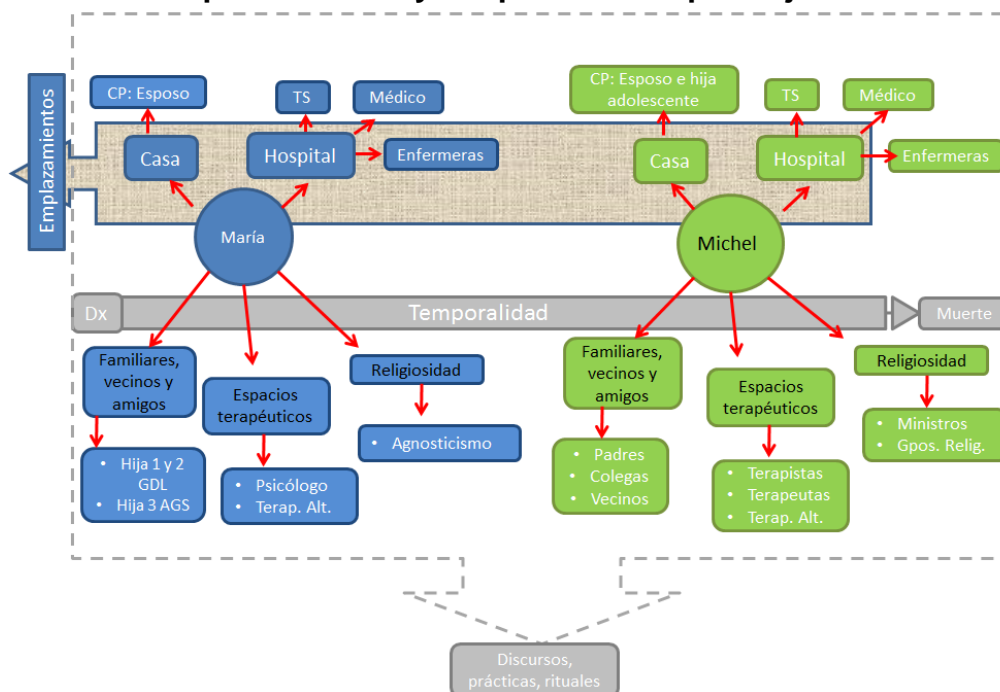 CP: Esposo
TS
Médico
Casa
Hospital
Enfermeras
María
Emplazamientos
CP: Esposo e hija
adolescente
TS
Médico
Casa
Hospital
Enfermeras
Michel
Dx
Temporalidad
Muerte
Familiares,
vecinos y
amigos
Espacios
terapéuticos
Religiosidad
• Hija 1 y 2
GDL
• Hija 3 AGS
• Psicólogo
• Terap. Alt.
• Agnosticismo
Familiares,
vecinos y
amigos
Espacios
terapéuticos
Religiosidad
• Padres
• Colegas
• Vecinos
• Terapistas
• Terapeutas
• Terap. Alt.
• Ministros
• Gpos. Relig.
Discursos,
prácticas, rituales